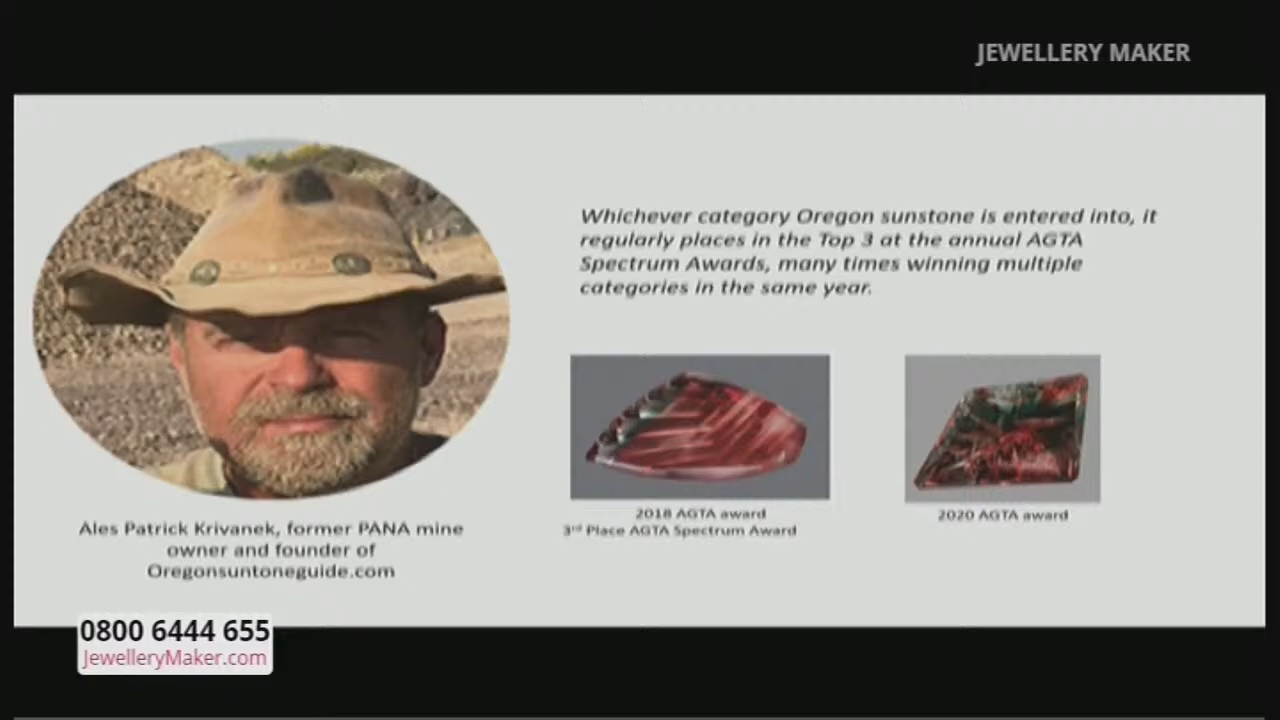 JEWELLERY MAKER
Whichever category Oregon sunstone is entered into, it
regularly places in the Top 3 at the annual AGTA
Spectrum Awards, many times winning multiple
categories in the same year.
2018 AGTA award
3rd Place AGTA Spectrum Award
2020 AGTA award
Ales Patrick Krivanek, former PANA mine
owner and founder of
Oregonsuntoneguide.com
0800 6444 655
JewelleryMaker.com